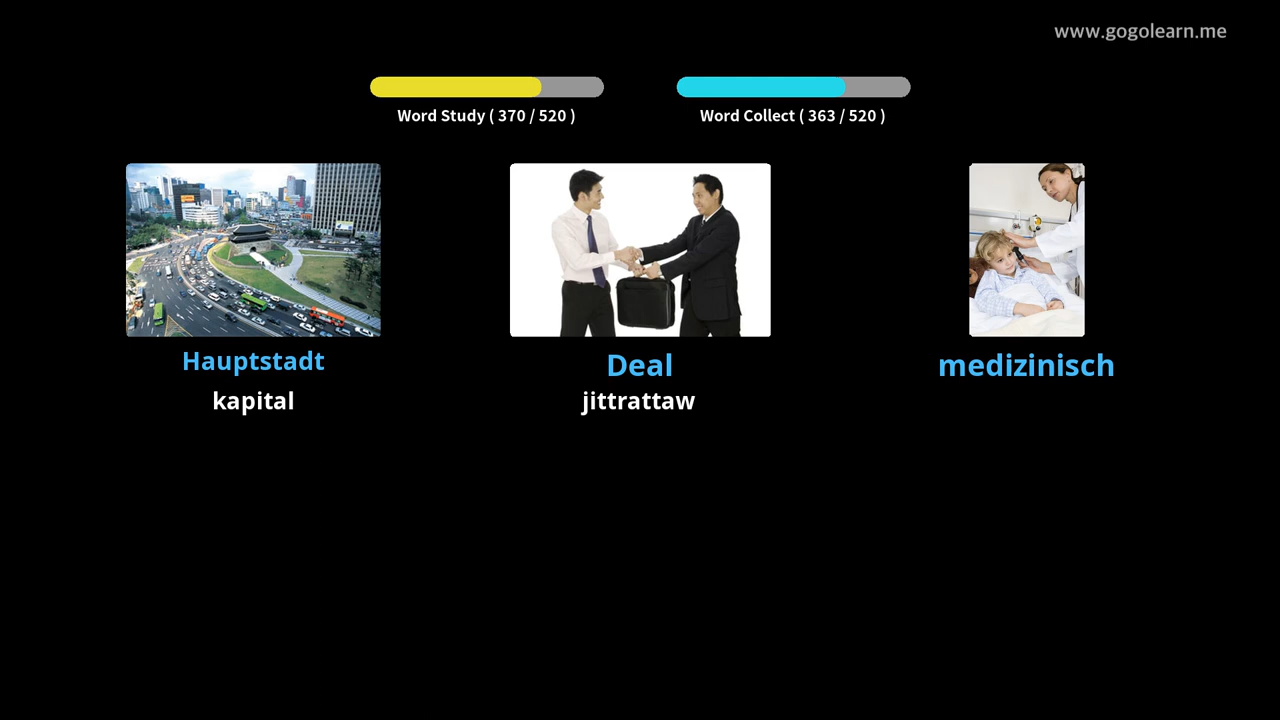 www.gogolearn.me
Word Study ( 370 / 520 )
Word Collect ( 363 / 520 )
Hauptstadt
Deal
medizinisch
kapital
jittrattaw